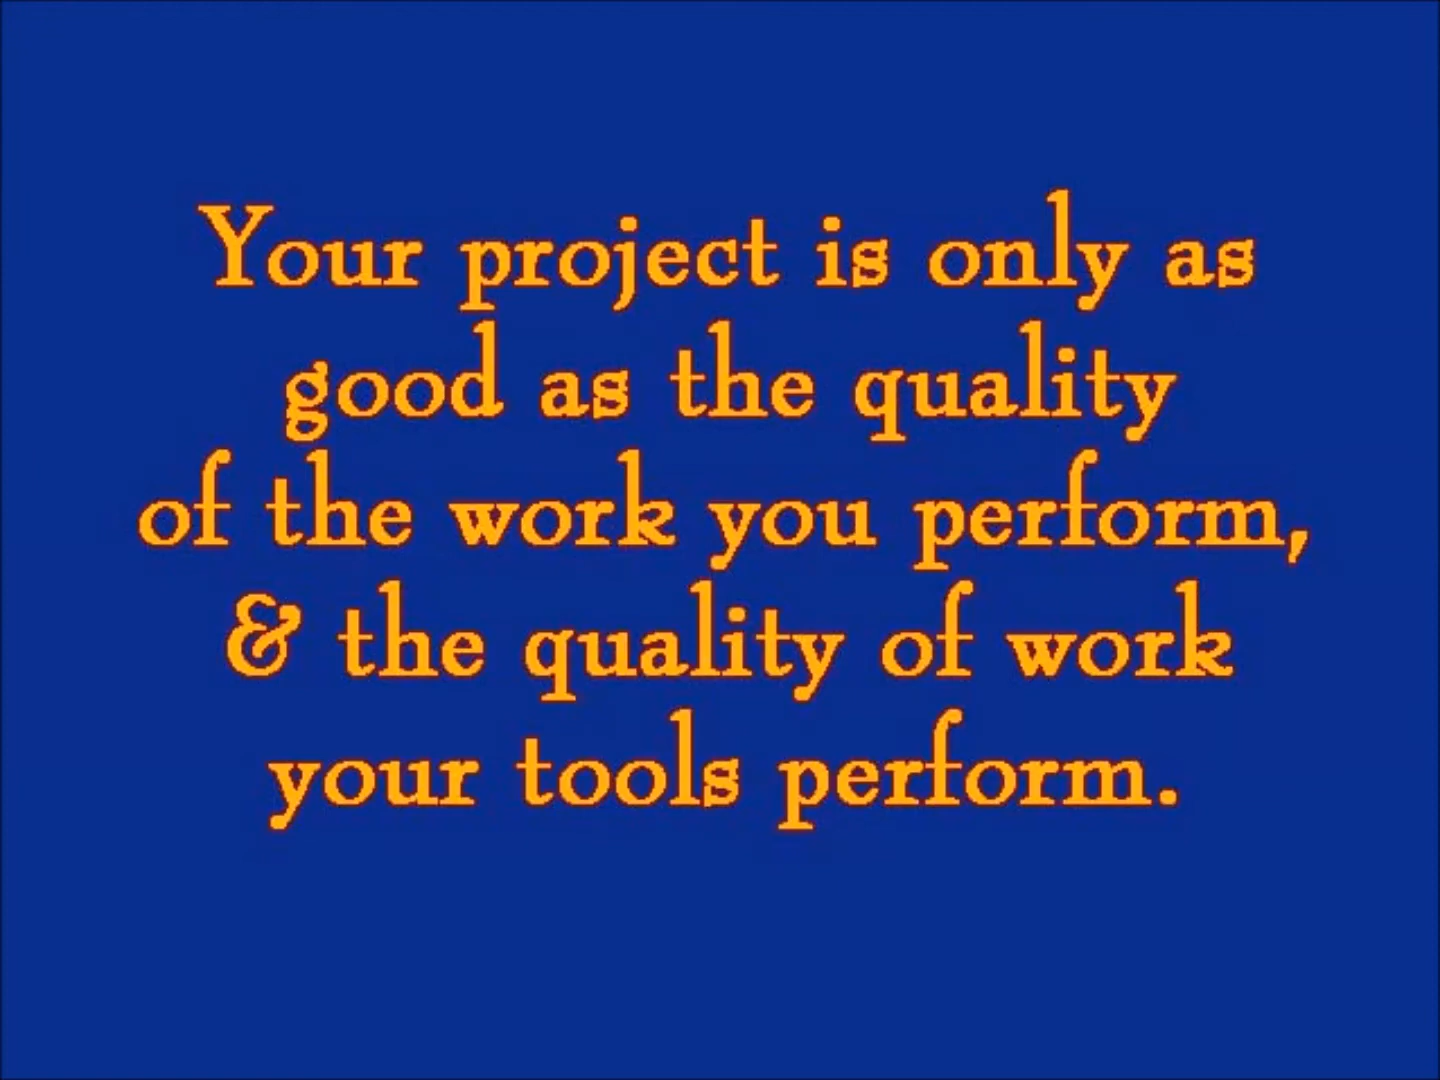 Your project is only as
good as the quality
of the work you perform,
& the quality of work
your tools perform.